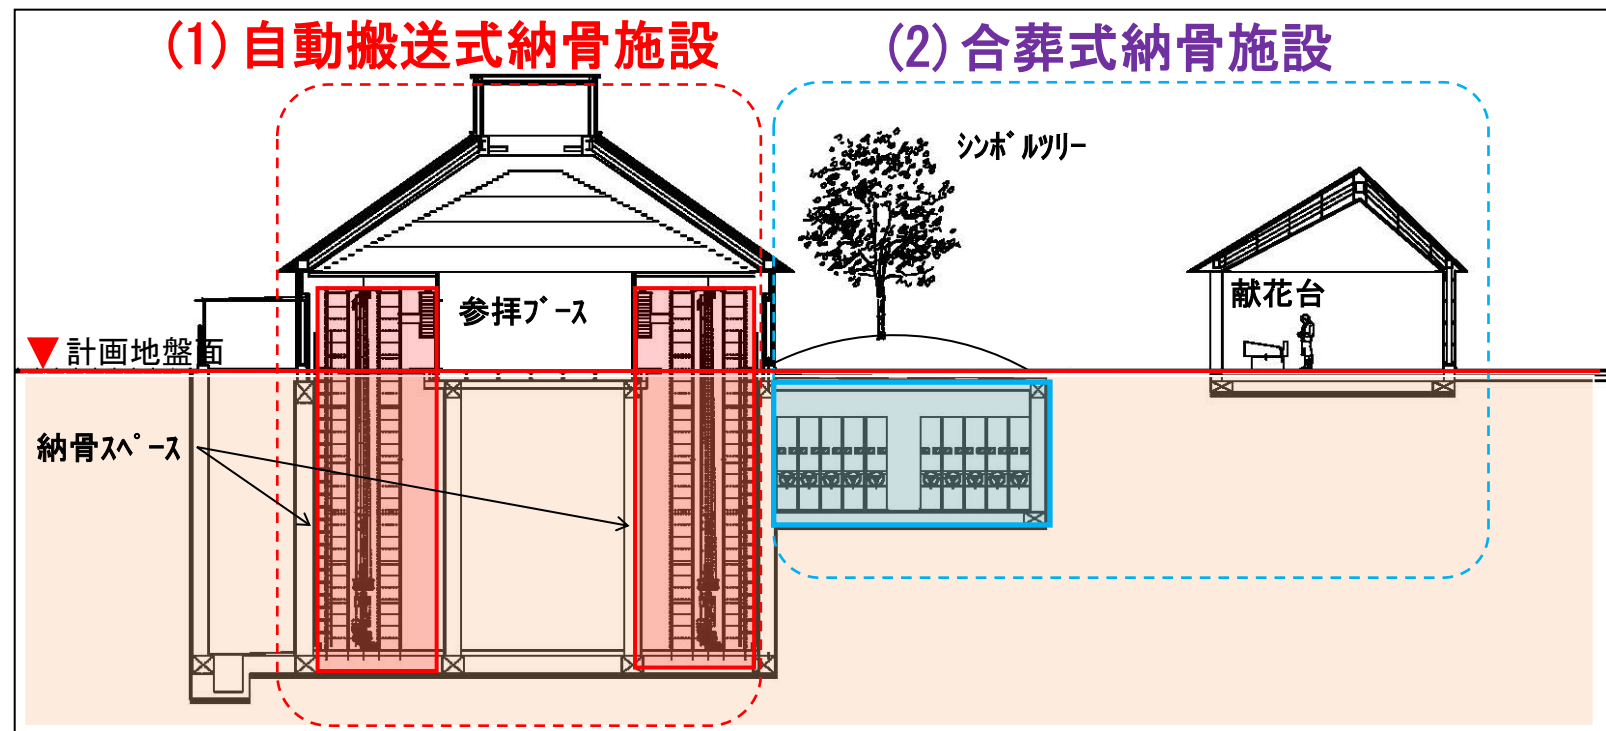 (1)自動搬送式納骨施設
(2)合葬式納骨施設
シンボルツリー
献花台
参拝ブース
▼計画地盤面
納骨スペース